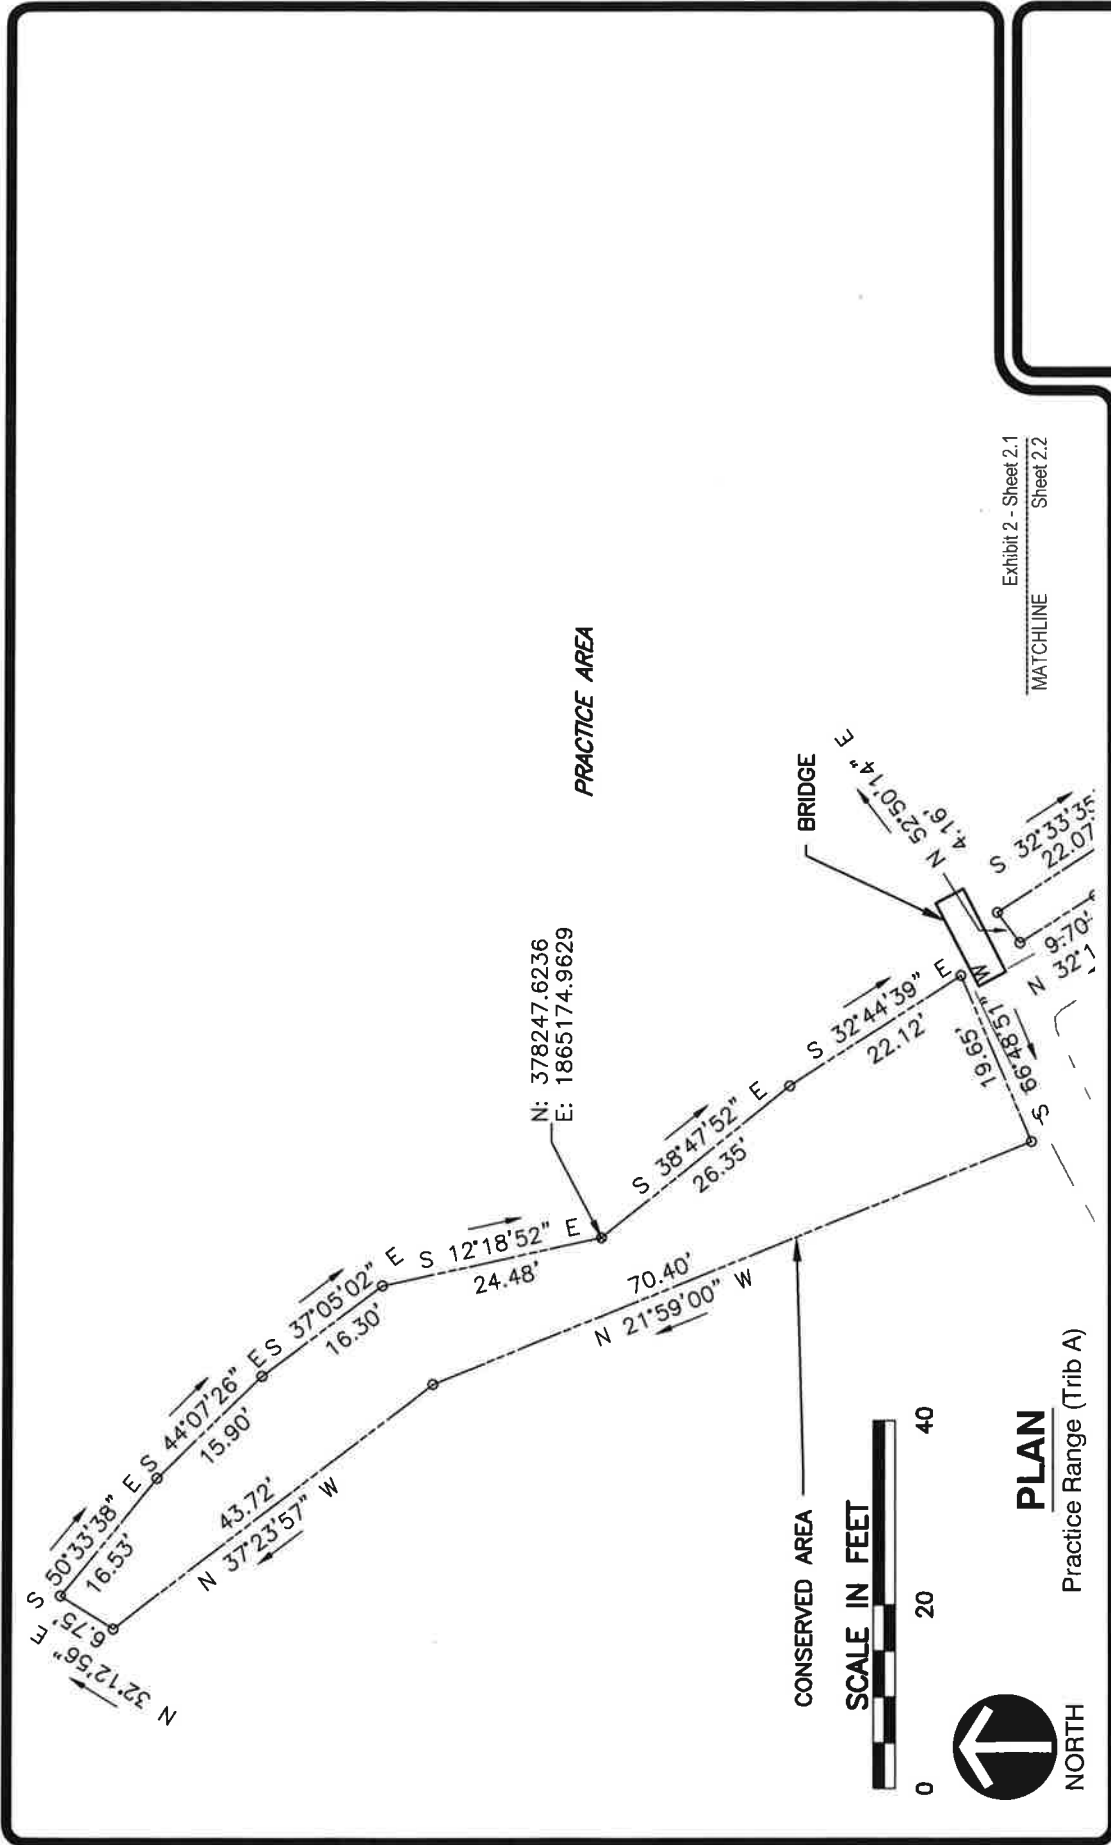 N 32°12'56" E
6.75'
S 50°33'38" E
16.53'
S 44°07'26" E
15.90'
S 37°05'02" E
16.30'
S 12°18'52" E
24.48'
N: 378247.6236
E: 1865174.9629
PRACTICE AREA
S 38°47'52" E
26.35'
S 32°44'39" E
22.12'
BRIDGE
N 52°50'14" E
4.16'
S 32°33'35
22.07'
9.70'
N 32°1
S 66°48'51" W
19.65'
70.40'
N 21°59'00" W
43.72'
N 37°23'57" W
CONSERVED AREA
SCALE IN FEET
0 20 40
Exhibit 2 - Sheet 2.1
MATCHLINE Sheet 2.2
PLAN
Practice Range (Trib A)
NORTH